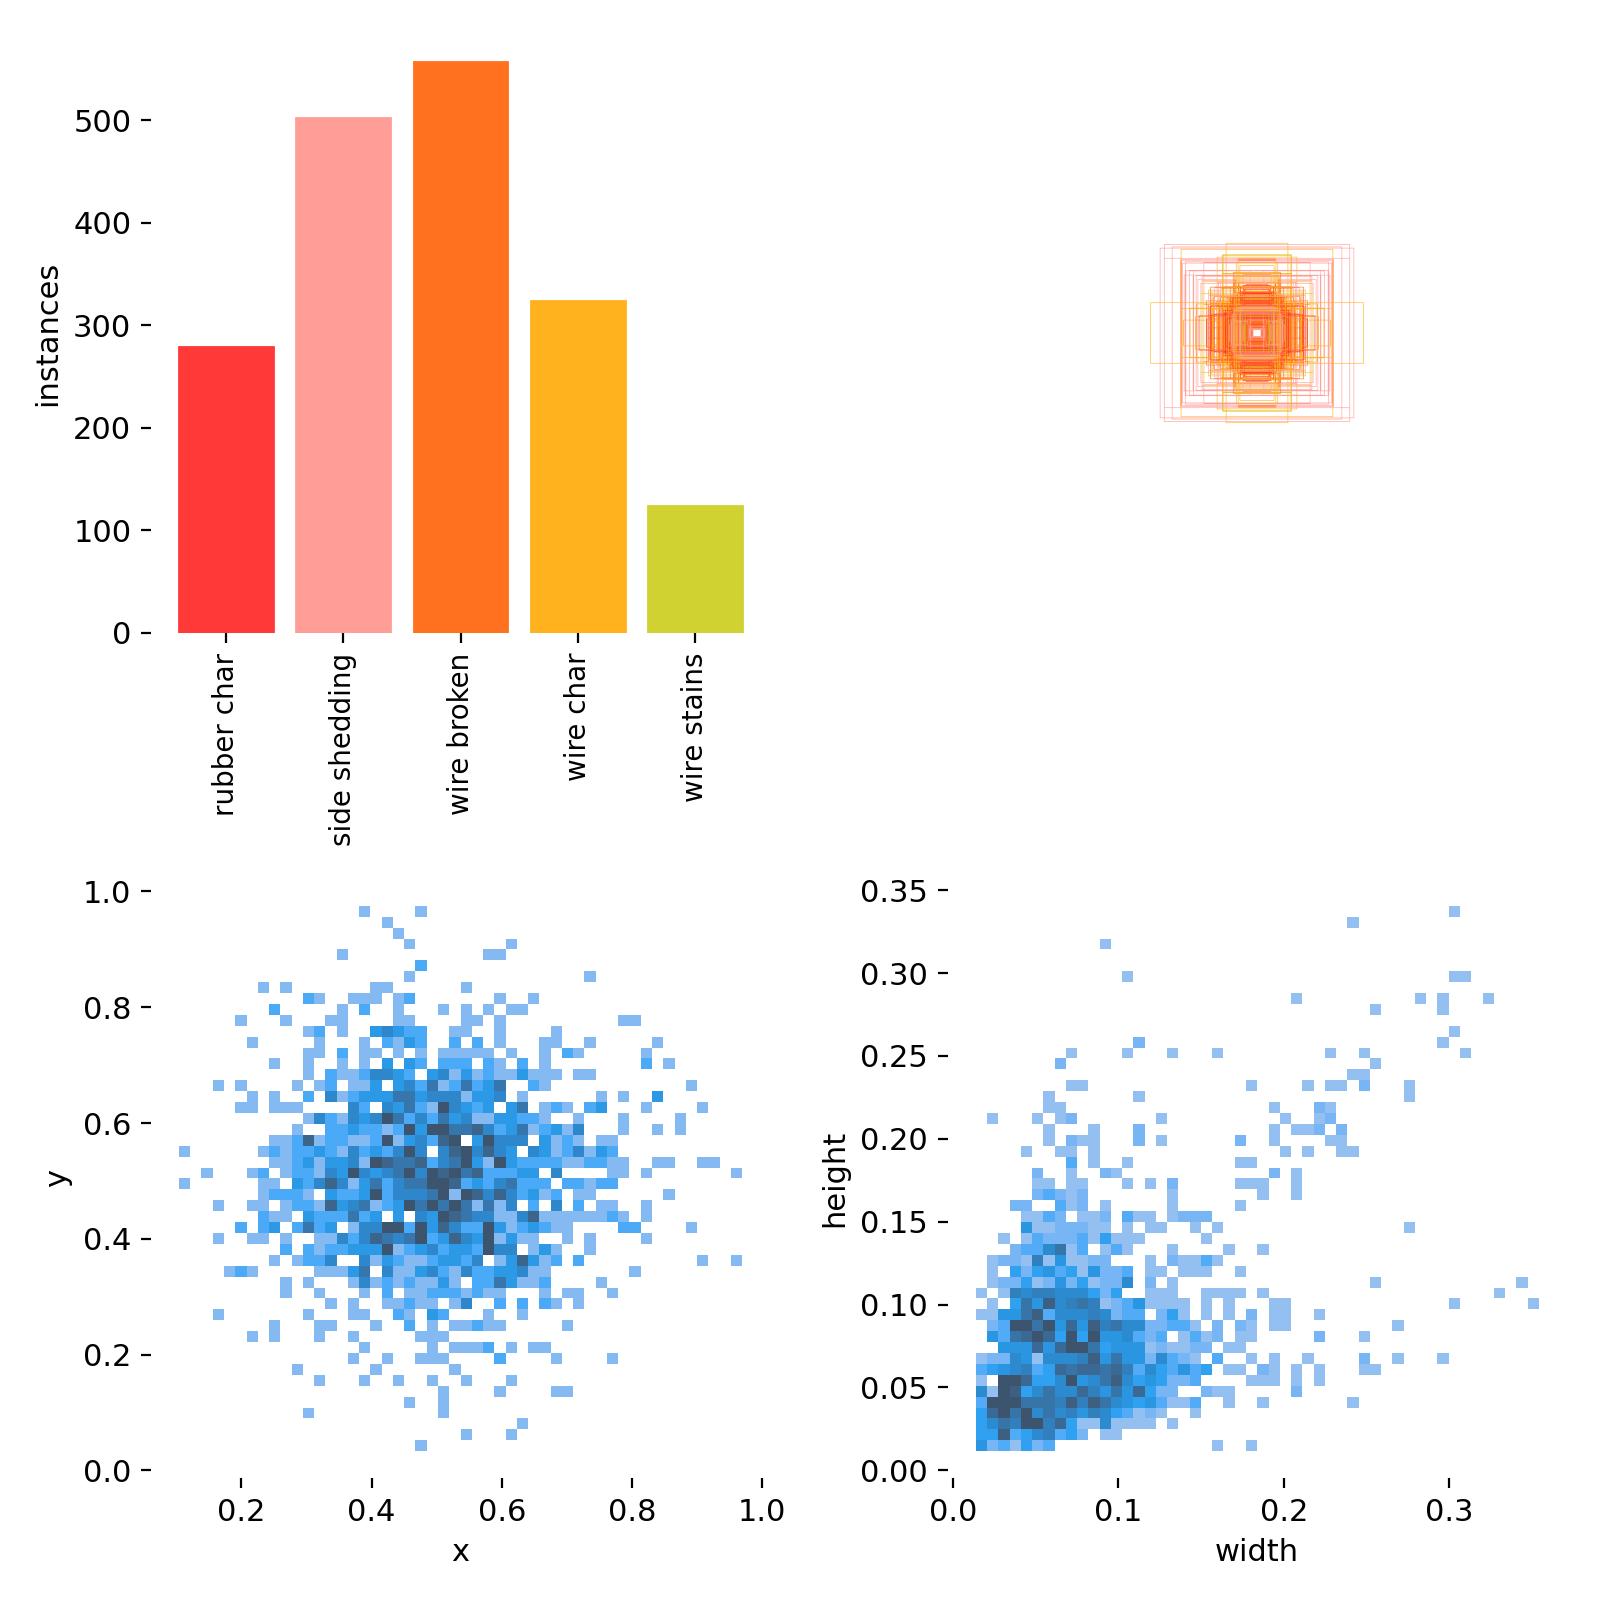 500
400
300
200
100
0
instances
rubber char
side shedding
wire broken
wire char
wire stains
1.0
0.8
0.6
0.4
0.2
0.0
y
0.2 0.4 0.6 0.8 1.0
x
0.35
0.30
0.25
0.20
0.15
0.10
0.05
0.00
height
0.0 0.1 0.2 0.3
width